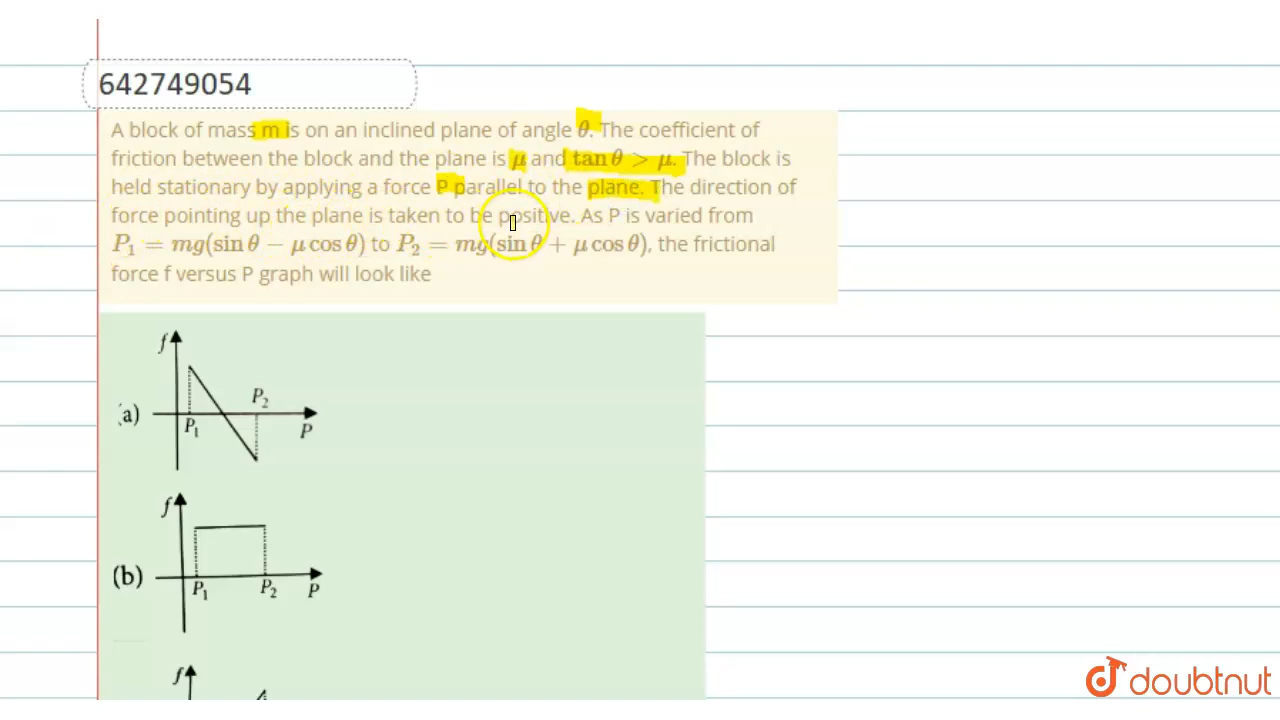 642749054
A block of mass m is on an inclined plane of angle θ. The coefficient of
friction between the block and the plane is μ and tan θ > μ. The block is
held stationary by applying a force P parallel to the plane. The direction of
force pointing up the plane is taken to be positive. As P is varied from
P₁ = mg(sin θ − μ cos θ) to P₂ = mg(sin θ + μ cos θ), the frictional
force f versus P graph will look like
f
P₂
(a)
P₁
P
f
(b)
P₁
P₂
P
f
doubtnut